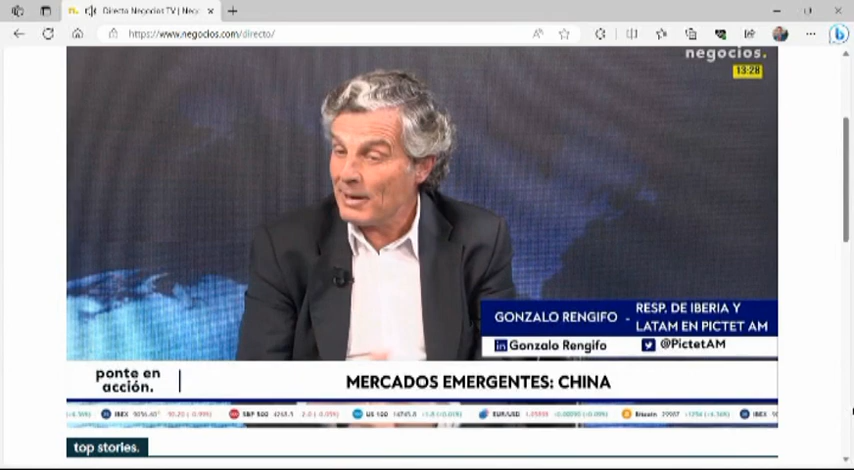 n. Directo Negocios TV | Nego
https://www.negocios.com/directo/
negocios.
13:28
GONZALO RENGIFO - RESP. DE IBERIA Y
LATAM EN PICTET AM
in Gonzalo Rengifo @PictetAM
ponte en
acción.
MERCADOS EMERGENTES: CHINA
IBEX S&P 500 US 100 EUR/USD Bitcoin IBEX
top stories.